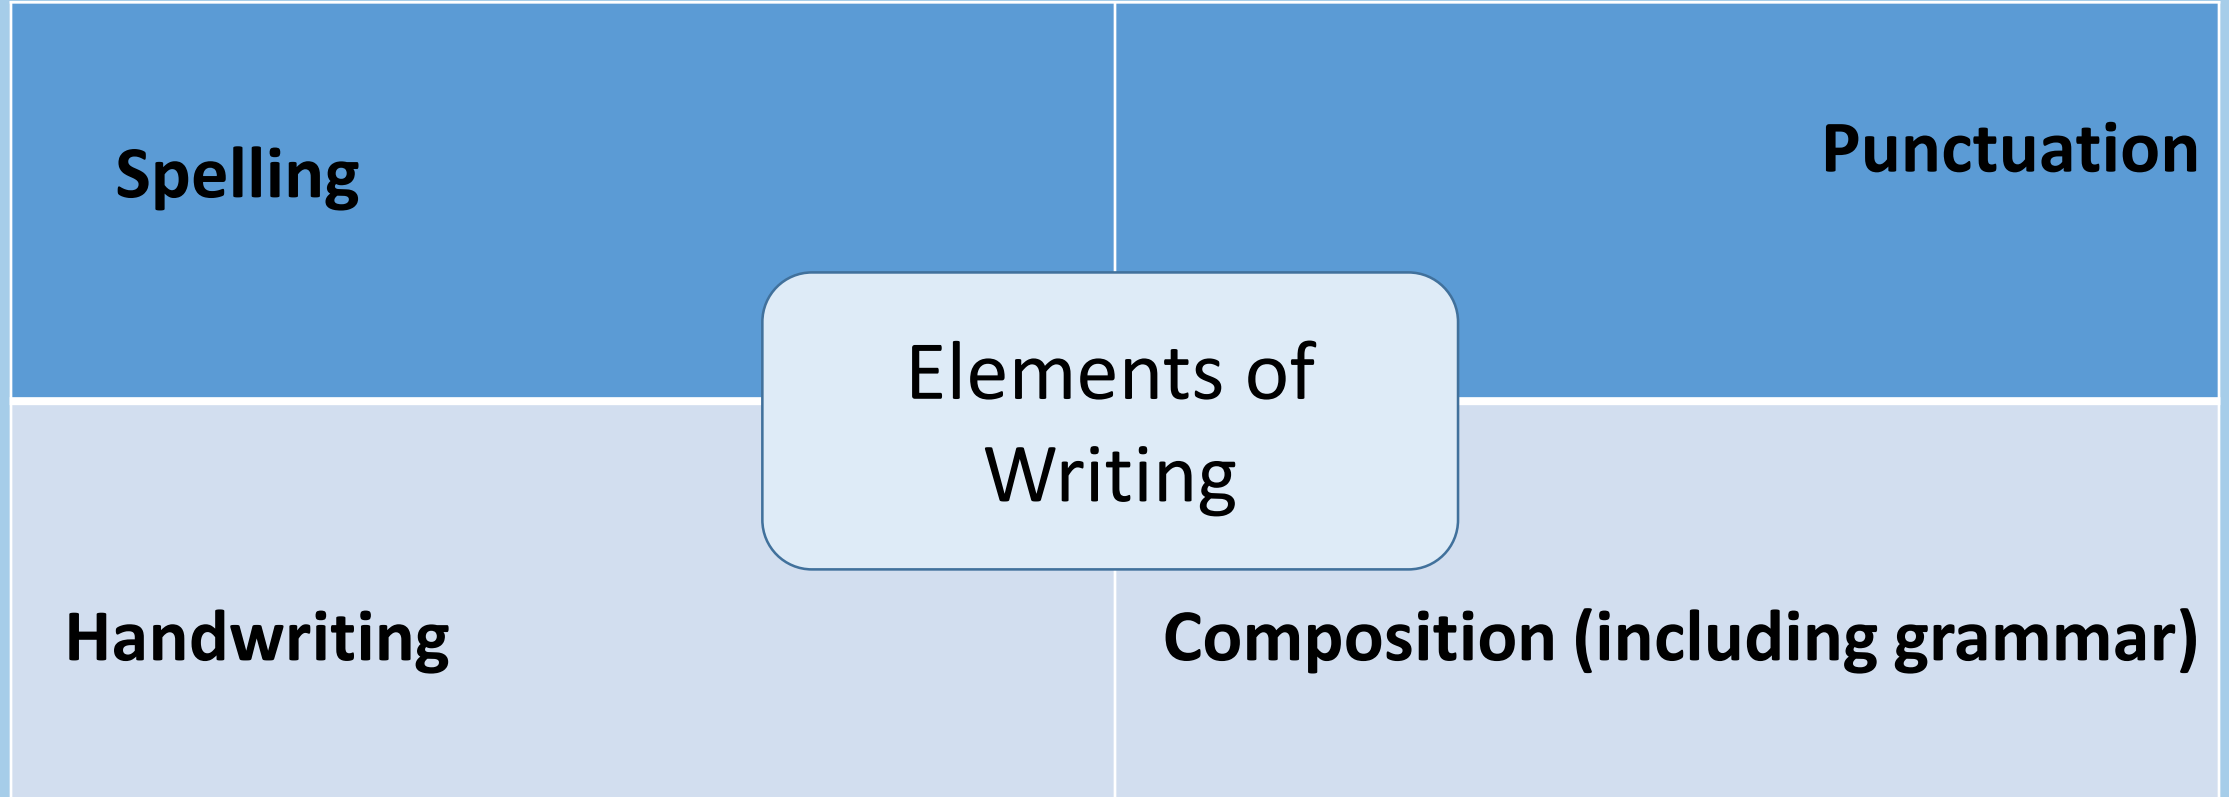 Spelling
Punctuation
Elements of
Writing
Handwriting
Composition (including grammar)